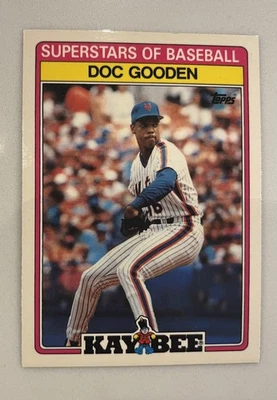 SUPERSTARS OF BASEBALL
DOC GOODEN
Topps
KAY BEE